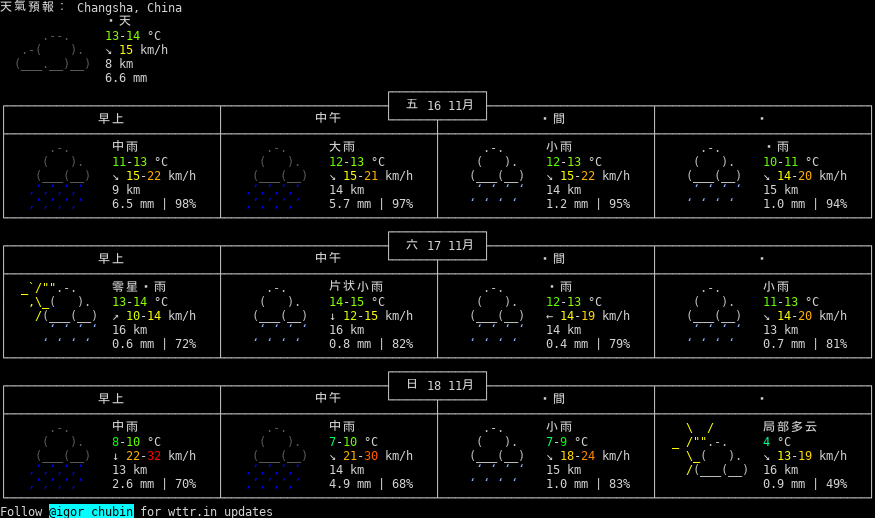 天氣預報： Changsha, China
・天
13-14 °C
↘ 15 km/h
8 km
6.6 mm
五 16 11月
早上 中午 ・間 ・
中雨 大雨 小雨 ・雨
11-13 °C 12-13 °C 12-13 °C 10-11 °C
↘ 15-22 km/h ↘ 15-21 km/h ↘ 15-22 km/h ↘ 14-20 km/h
9 km 14 km 14 km 15 km
6.5 mm | 98% 5.7 mm | 97% 1.2 mm | 95% 1.0 mm | 94%
六 17 11月
早上 中午 ・間 ・
零星・雨 片状小雨 ・雨 小雨
13-14 °C 14-15 °C 12-13 °C 11-13 °C
↗ 10-14 km/h ↓ 12-15 km/h ← 14-19 km/h ↘ 14-20 km/h
16 km 16 km 14 km 13 km
0.6 mm | 72% 0.8 mm | 82% 0.4 mm | 79% 0.7 mm | 81%
日 18 11月
早上 中午 ・間 ・
中雨 中雨 小雨 局部多云
8-10 °C 7-10 °C 7-9 °C 4 °C
↓ 22-32 km/h ↘ 21-30 km/h ↘ 18-24 km/h ↘ 13-19 km/h
13 km 14 km 15 km 16 km
2.6 mm | 70% 4.9 mm | 68% 1.0 mm | 83% 0.9 mm | 49%
Follow @igor_chubin for wttr.in updates